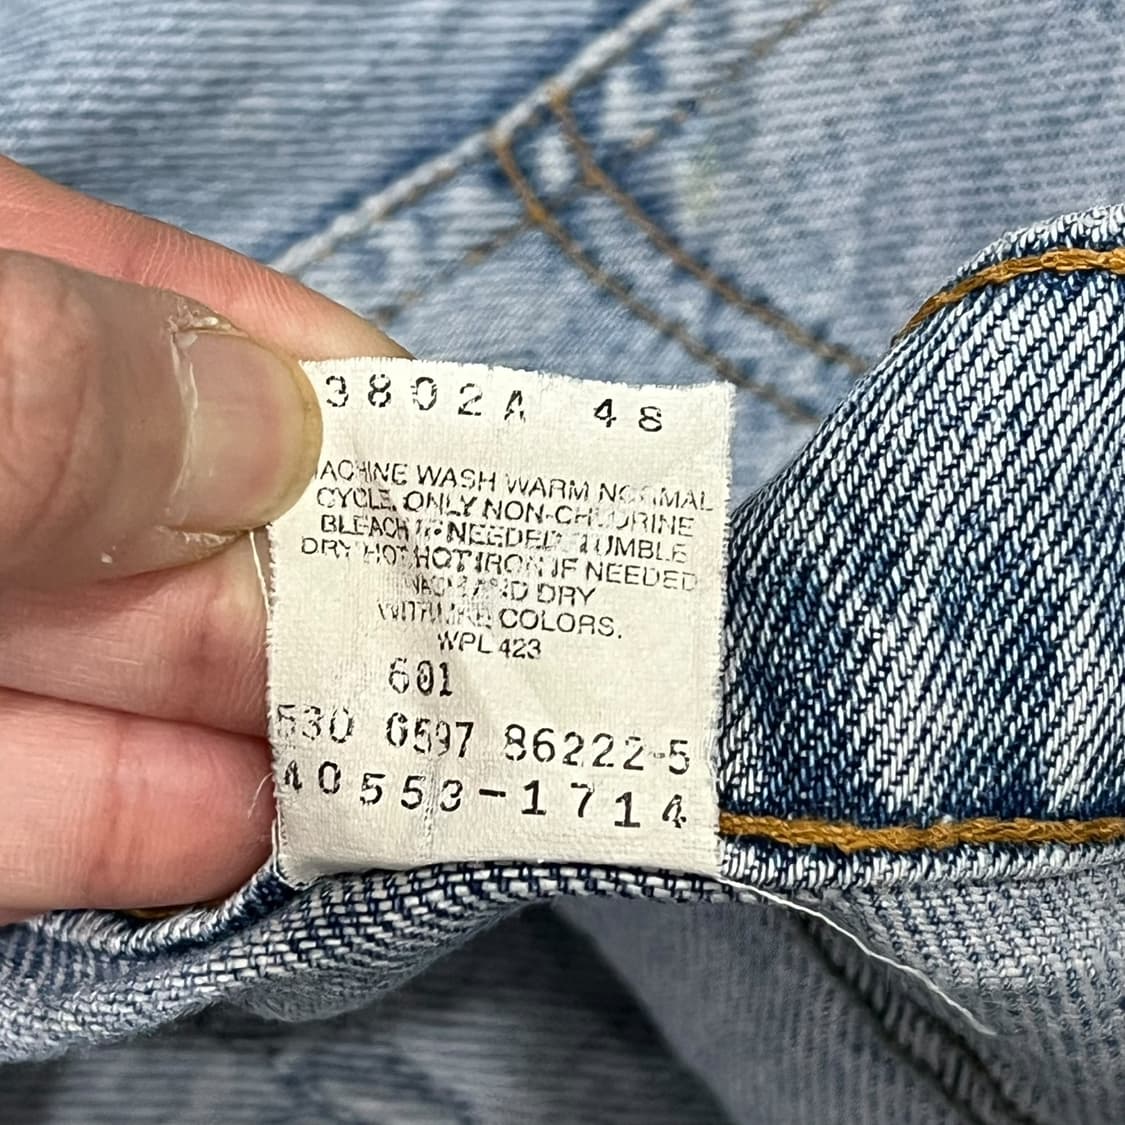 3802A 48
MACHINE WASH WARM NORMAL
CYCLE. ONLY NON-CHLORINE
BLEACH IF NEEDED. TUMBLE
DRY HOT HOT IRON IF NEEDED
WASH AND DRY
WITH LIKE COLORS.
WPL 423
601
530 0597 86222-5
A0553-1714